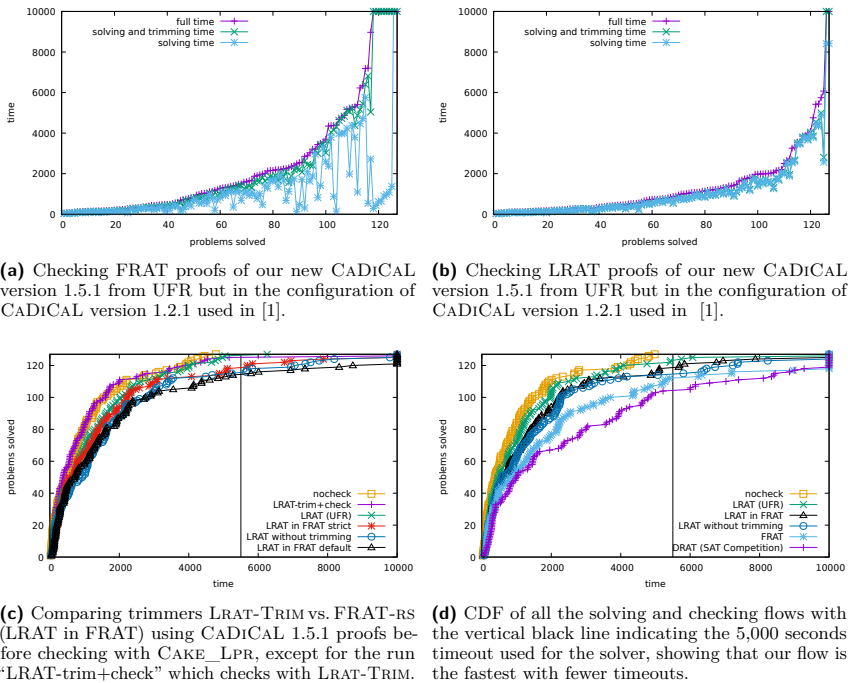 full time
solving and trimming time
solving time
10000
8000
6000
4000
2000
0
time
0 20 40 60 80 100 120
problems solved
(a) Checking FRAT proofs of our new CADICAL
version 1.5.1 from UFR but in the configuration of
CADICAL version 1.2.1 used in [1].
full time
solving and trimming time
solving time
10000
8000
6000
4000
2000
0
time
0 20 40 60 80 100 120
problems solved
(b) Checking LRAT proofs of our new CADICAL
version 1.5.1 from UFR but in the configuration of
CADICAL version 1.2.1 used in [1].
120
100
80
60
40
20
0
problems solved
nocheck
LRAT-trim+check
LRAT (UFR)
LRAT in FRAT strict
LRAT without trimming
LRAT in FRAT default
0 2000 4000 6000 8000 10000
time
(c) Comparing trimmers LRAT-TRIM vs. FRAT-RS
(LRAT in FRAT) using CADICAL 1.5.1 proofs be-
fore checking with CAKE_LPR, except for the run
“LRAT-trim+check” which checks with LRAT-TRIM.
120
100
80
60
40
20
0
problems solved
nocheck
LRAT (UFR)
LRAT in FRAT
LRAT without trimming
FRAT
DRAT (SAT Competition)
0 2000 4000 6000 8000 10000
time
(d) CDF of all the solving and checking flows with
the vertical black line indicating the 5,000 seconds
timeout used for the solver, showing that our flow is
the fastest with fewer timeouts.